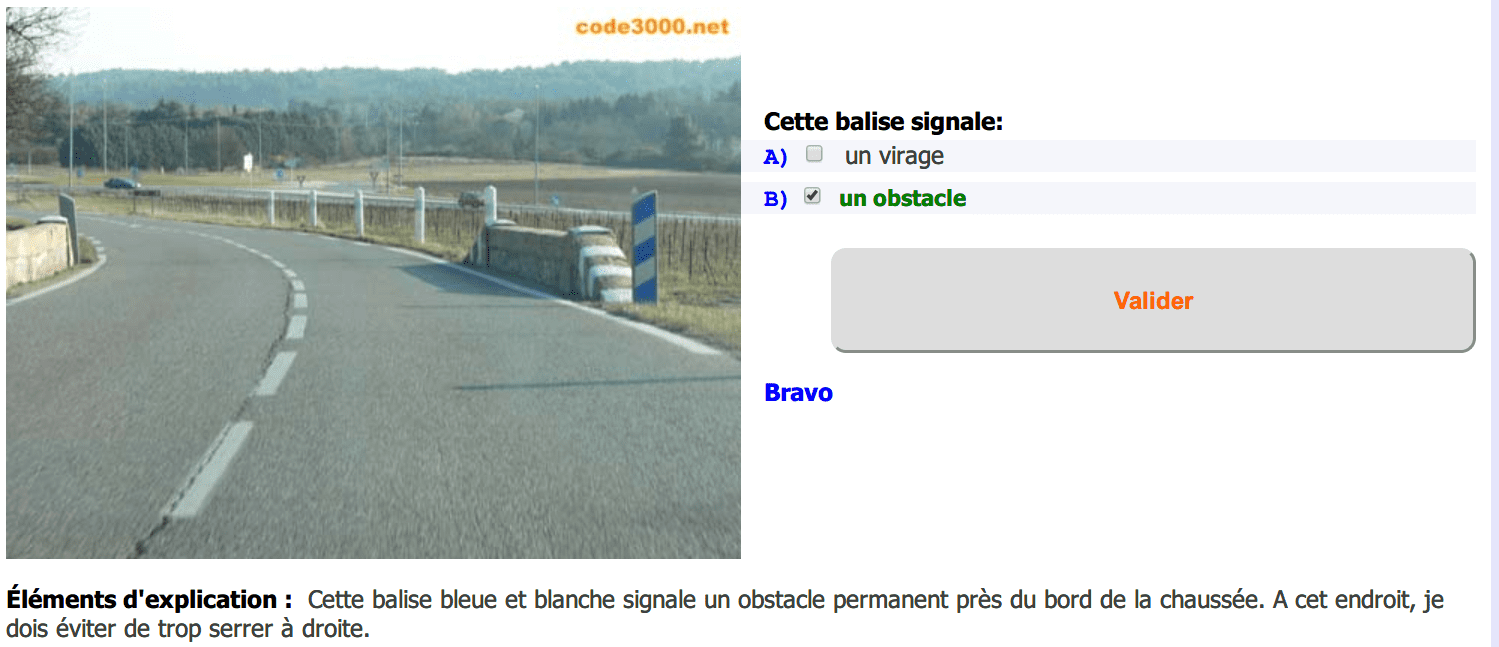 code3000.net
Cette balise signale:
A) un virage
B) un obstacle
Valider
Bravo
Éléments d'explication : Cette balise bleue et blanche signale un obstacle permanent près du bord de la chaussée. A cet endroit, je
dois éviter de trop serrer à droite.